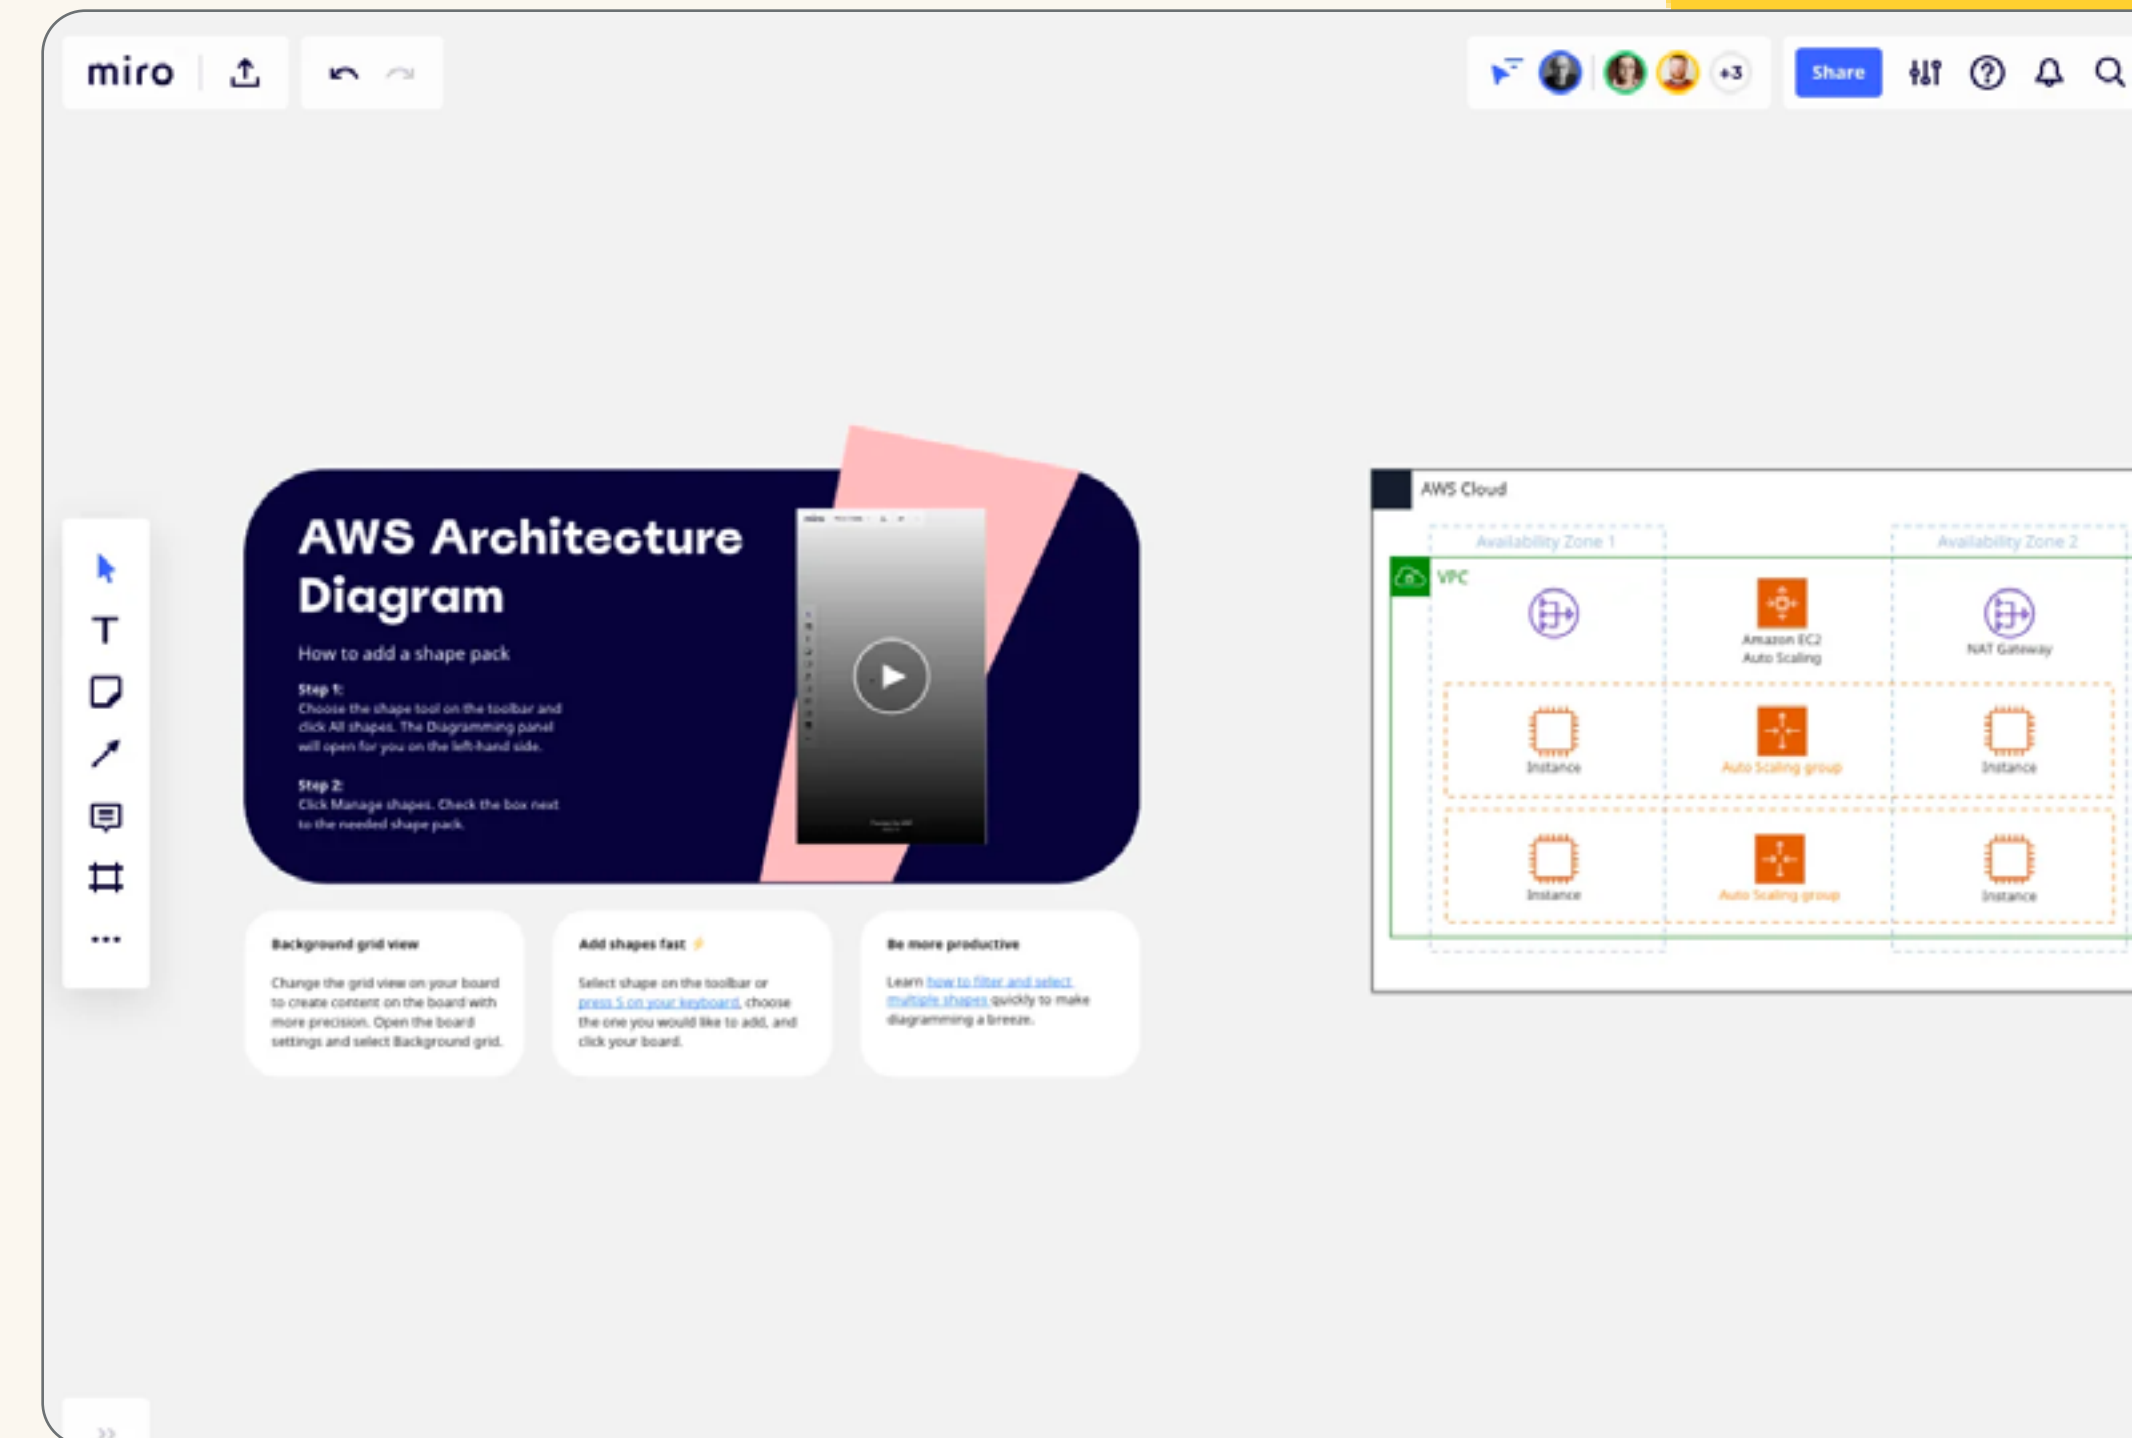 miro
+3
Share
AWS Architecture
Diagram
How to add a shape pack
Step 1:
Choose the shape tool on the toolbar and
click All shapes. The Diagramming panel
will open for you on the left-hand side.
Step 2:
Click Manage shapes. Check the box next
to the needed shape pack.
Background grid view
Change the grid view on your board
to create content on the board with
more precision. Open the board
settings and select Background grid.
Add shapes fast ⚡
Select shape on the toolbar or
press S on your keyboard, choose
the one you would like to add, and
click your board.
Be more productive
Learn how to filter and select
multiple shapes quickly to make
diagramming a breeze.
AWS Cloud
Availability Zone 1
Availability Zone 2
VPC
Amazon EC2
Auto Scaling
NAT Gateway
Instance
Auto Scaling group
Instance
Instance
Auto Scaling group
Instance